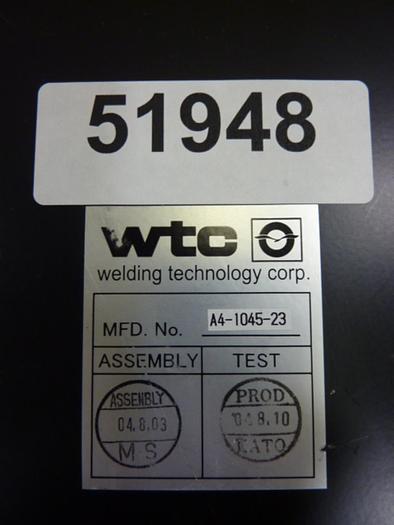 51948
wtc
welding technology corp.
MFD. No. A4-1045-23
ASSEMBLY TEST
ASSEMBLY
04.8.03
M-S
PROD
04.8.10
KATO